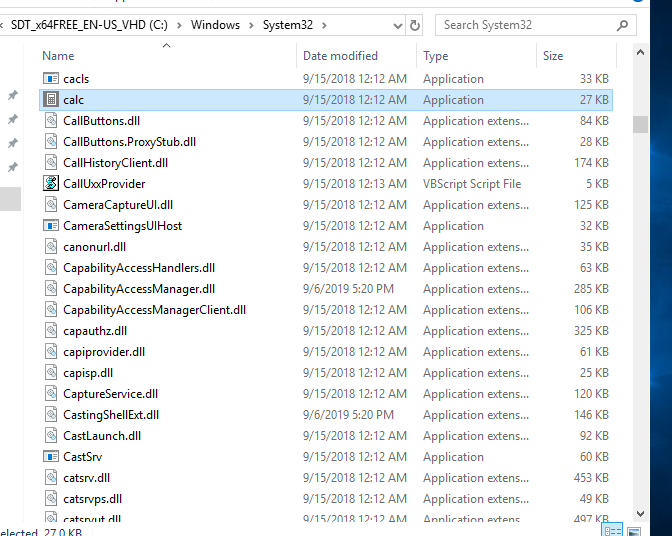 SDT_x64FREE_EN-US_VHD (C:) > Windows > System32 >
Search System32
Name Date modified Type Size
cacls 9/15/2018 12:12 AM Application 33 KB
calc 9/15/2018 12:12 AM Application 27 KB
CallButtons.dll 9/15/2018 12:12 AM Application extens... 84 KB
CallButtons.ProxyStub.dll 9/15/2018 12:12 AM Application extens... 28 KB
CallHistoryClient.dll 9/15/2018 12:12 AM Application extens... 174 KB
CallUxxProvider 9/15/2018 12:13 AM VBScript Script File 5 KB
CameraCaptureUI.dll 9/15/2018 12:12 AM Application extens... 125 KB
CameraSettingsUIHost 9/15/2018 12:12 AM Application 32 KB
canonurl.dll 9/15/2018 12:12 AM Application extens... 35 KB
CapabilityAccessHandlers.dll 9/15/2018 12:12 AM Application extens... 63 KB
CapabilityAccessManager.dll 9/6/2019 5:20 PM Application extens... 285 KB
CapabilityAccessManagerClient.dll 9/15/2018 12:12 AM Application extens... 106 KB
capauthz.dll 9/15/2018 12:12 AM Application extens... 325 KB
capiprovider.dll 9/15/2018 12:12 AM Application extens... 61 KB
capisp.dll 9/15/2018 12:12 AM Application extens... 25 KB
CaptureService.dll 9/15/2018 12:12 AM Application extens... 120 KB
CastingShellExt.dll 9/6/2019 5:20 PM Application extens... 146 KB
CastLaunch.dll 9/15/2018 12:12 AM Application extens... 92 KB
CastSrv 9/15/2018 12:12 AM Application 60 KB
catsrv.dll 9/15/2018 12:12 AM Application extens... 453 KB
catsrvps.dll 9/15/2018 12:12 AM Application extens... 49 KB
catsrvut.dll 9/15/2018 12:12 AM Application extens... 497 KB
elected 27.0 KB